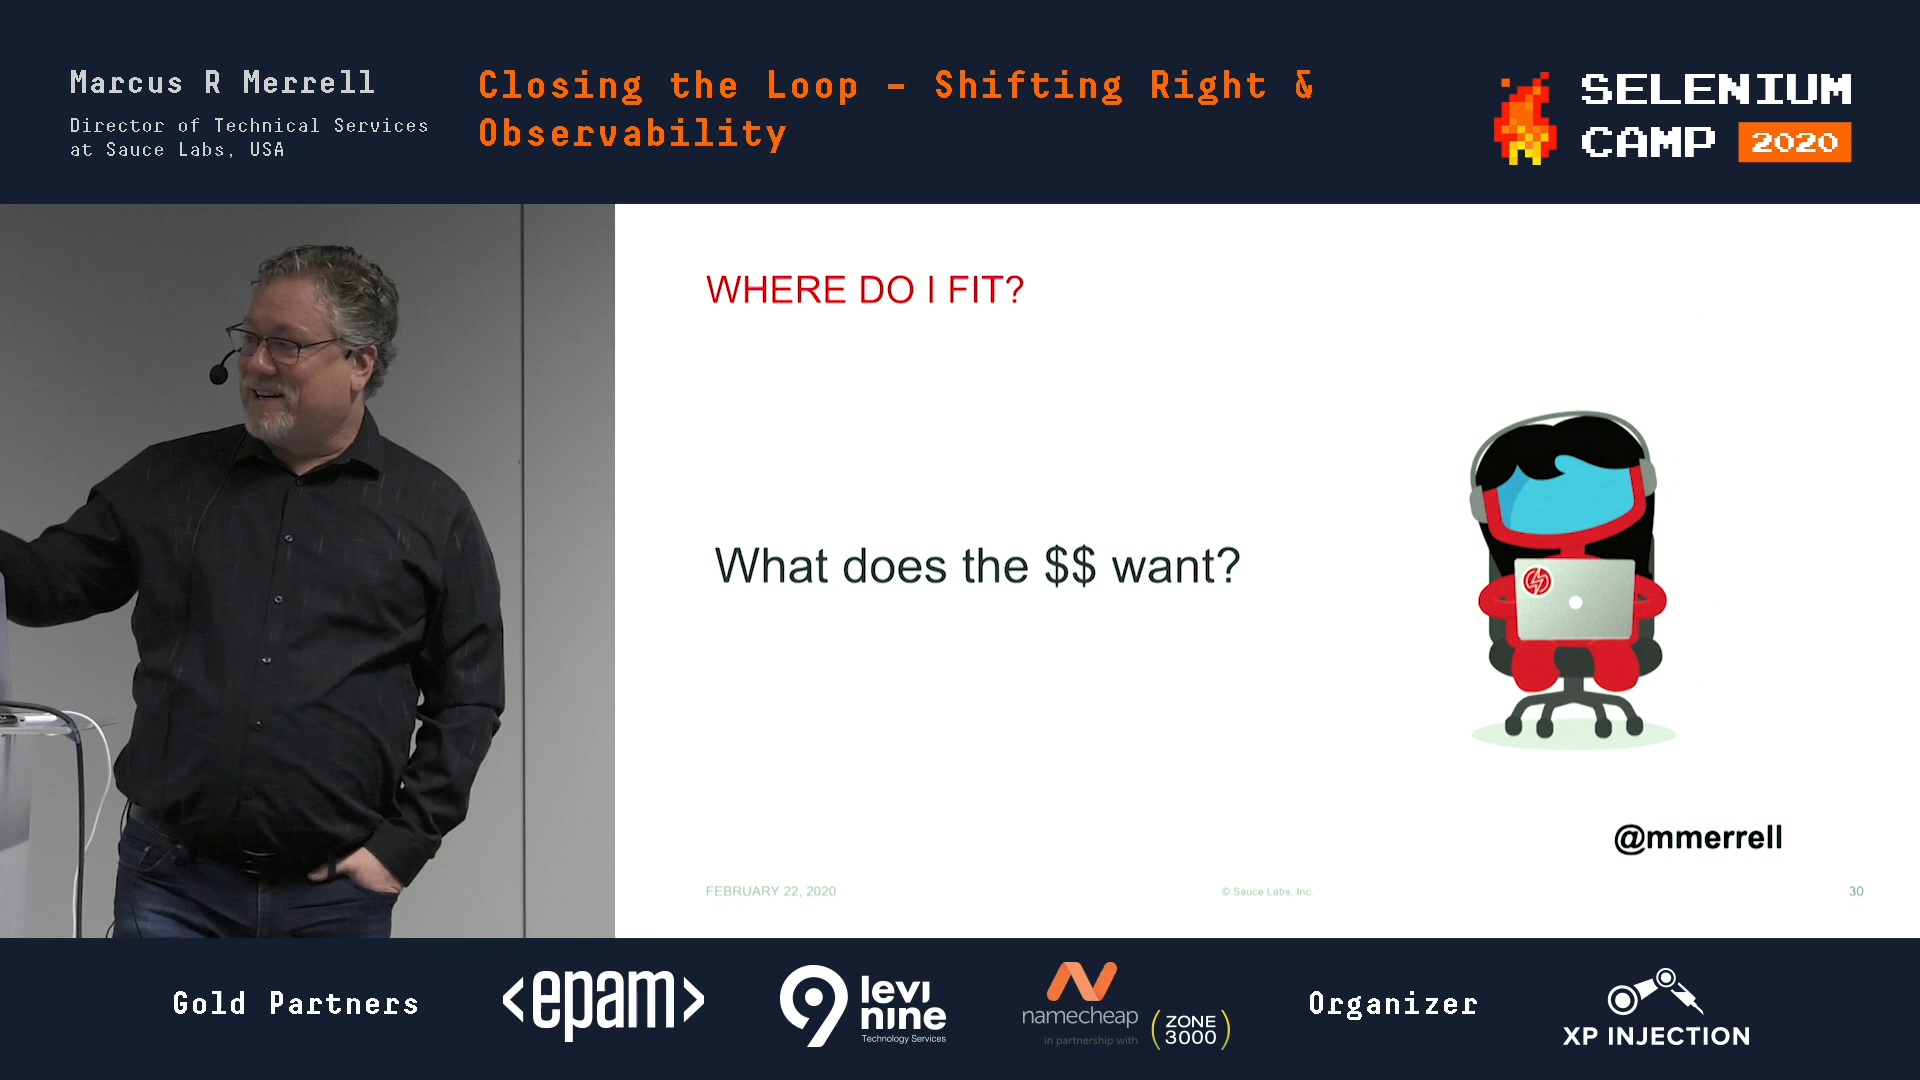 Marcus R Merrell
Director of Technical Services
at Sauce Labs, USA
Closing the Loop – Shifting Right &
Observability
SELENIUM
CAMP 2020
WHERE DO I FIT?
What does the $$ want?
@mmerrell
FEBRUARY 22, 2020
© Sauce Labs, Inc.
30
Gold Partners
<epam>
levi
nine
Technology Services
namecheap
in partnership with
(ZONE
3000)
Organizer
XP INJECTION